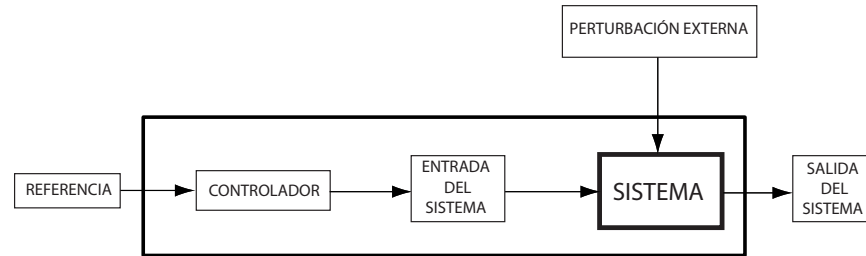 PERTURBACIÓN EXTERNA
REFERENCIA
CONTROLADOR
ENTRADA
DEL
SISTEMA
SISTEMA
SALIDA
DEL
SISTEMA